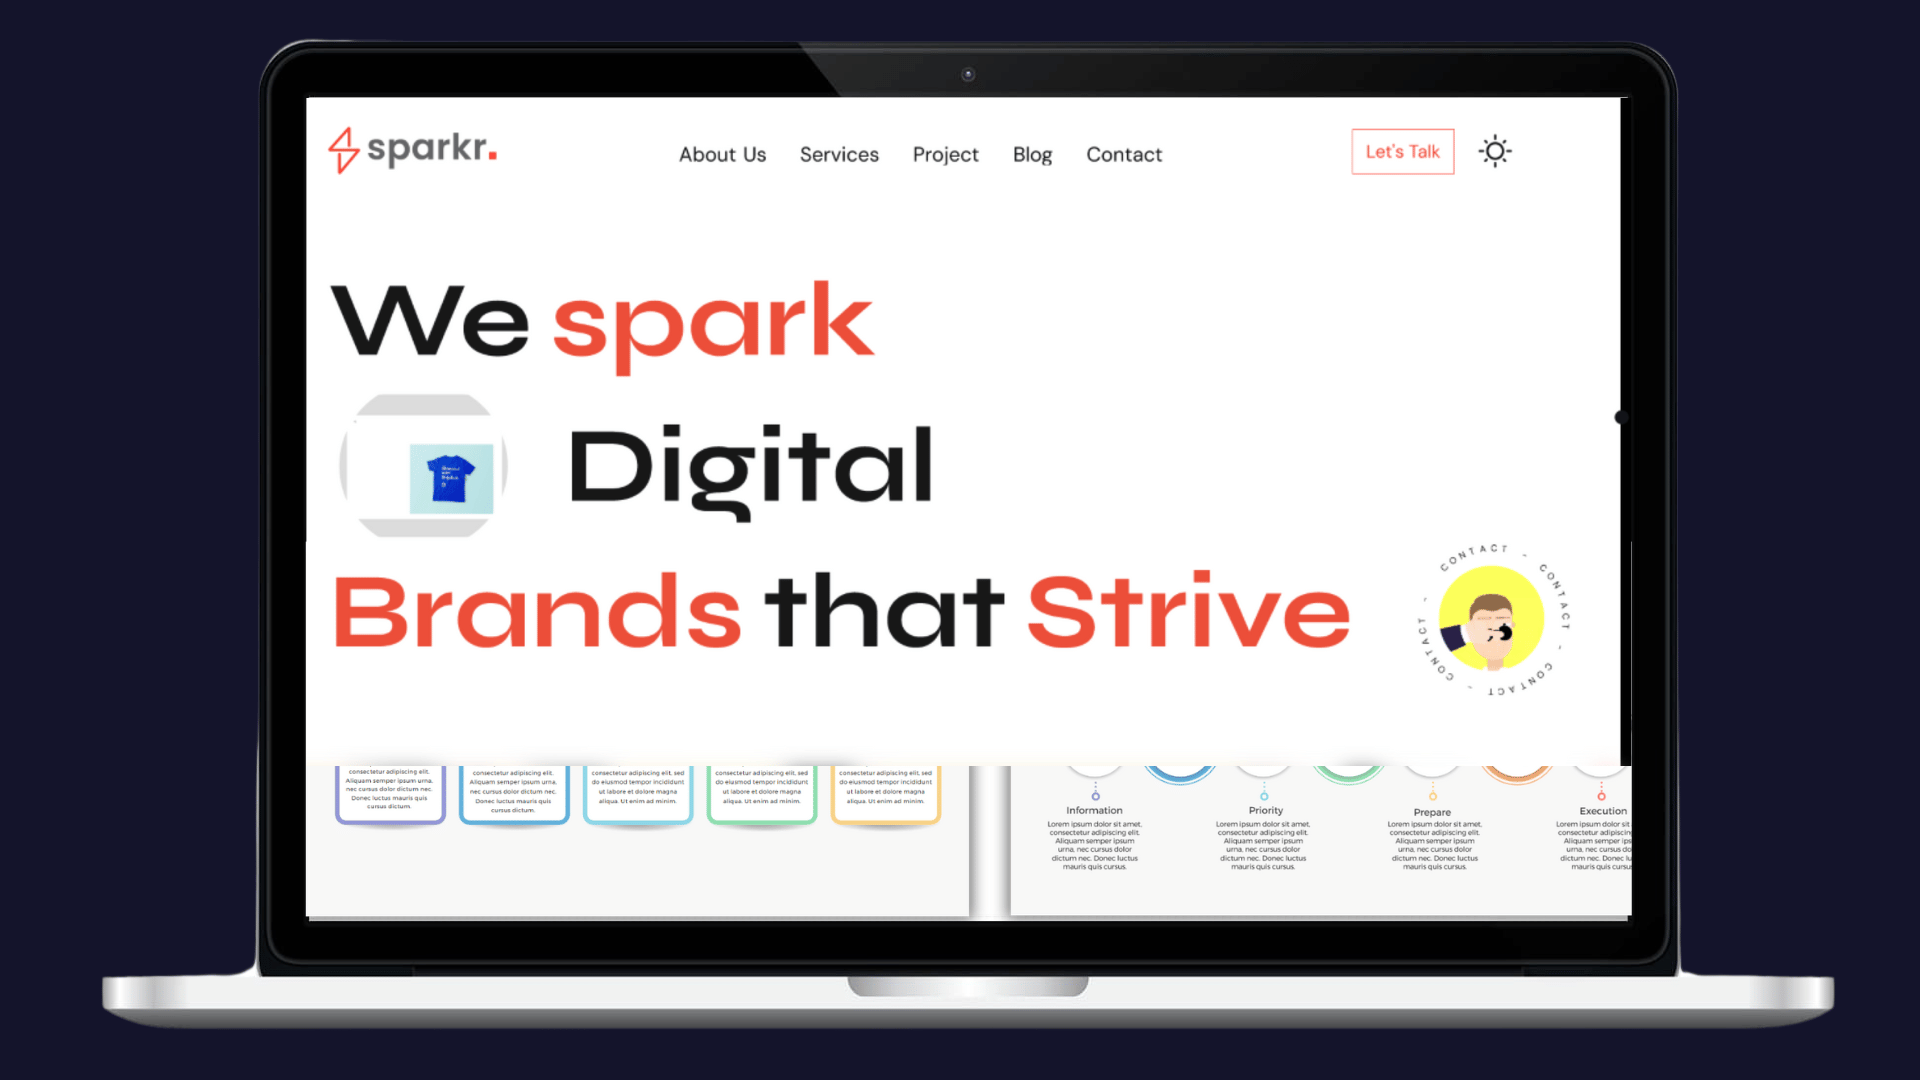 sparkr.
About Us
Services
Project
Blog
Contact
Let's Talk
We spark
Digital
Brands that Strive
CONTACT - CONTACT - CONTACT - CONTACT - CONTACT -
consectetur adipiscing elit.
Aliquam semper ipsum urna,
nec cursus dolor dictum nec.
Donec luctus mauris quis
cursus dictum.
consectetur adipiscing elit.
Aliquam semper ipsum urna,
nec cursus dolor dictum nec.
Donec luctus mauris quis
cursus dictum.
consectetur adipiscing elit, sed
do eiusmod tempor incididunt
ut labore et dolore magna
aliqua. Ut enim ad minim.
consectetur adipiscing elit, sed
do eiusmod tempor incididunt
ut labore et dolore magna
aliqua. Ut enim ad minim.
consectetur adipiscing elit, sed
do eiusmod tempor incididunt
ut labore et dolore magna
aliqua. Ut enim ad minim.
Information
Lorem ipsum dolor sit amet,
consectetur adipiscing elit.
Aliquam semper ipsum
urna, nec cursus dolor
dictum nec. Donec luctus
mauris quis cursus.
Priority
Lorem ipsum dolor sit amet,
consectetur adipiscing elit.
Aliquam semper ipsum
urna, nec cursus dolor
dictum nec. Donec luctus
mauris quis cursus.
Prepare
Lorem ipsum dolor sit amet,
consectetur adipiscing elit.
Aliquam semper ipsum
urna, nec cursus dolor
dictum nec. Donec luctus
mauris quis cursus.
Execution
Lorem ipsum dolor sit
consectetur adipiscing
Aliquam semper ips
urna, nec cursus do
dictum nec. Donec lu
mauris quis cursu